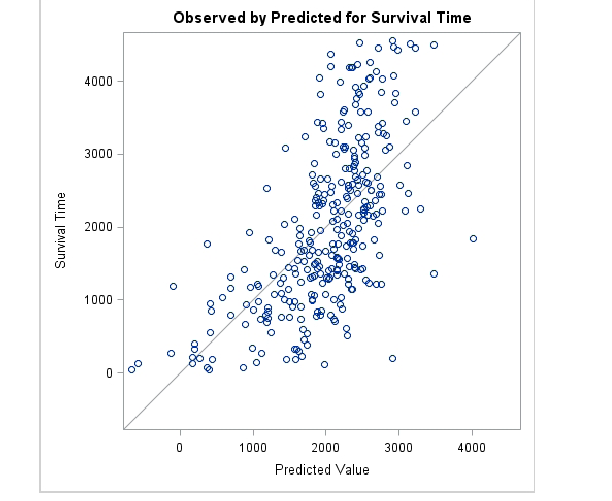 Observed by Predicted for Survival Time
4000
3000
2000
1000
0
Survival Time
0 1000 2000 3000 4000
Predicted Value